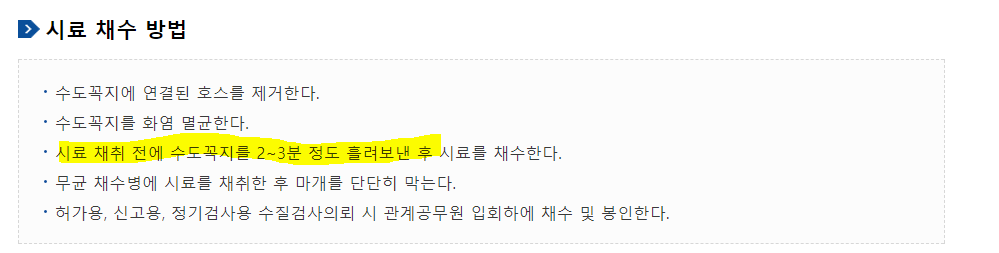 시료 채수 방법
· 수도꼭지에 연결된 호스를 제거한다.
· 수도꼭지를 화염 멸균한다.
· 시료 채취 전에 수도꼭지를 2~3분 정도 흘려보낸 후 시료를 채수한다.
· 무균 채수병에 시료를 채취한 후 마개를 단단히 막는다.
· 허가용, 신고용, 정기검사용 수질검사의뢰 시 관계공무원 입회하에 채수 및 봉인한다.